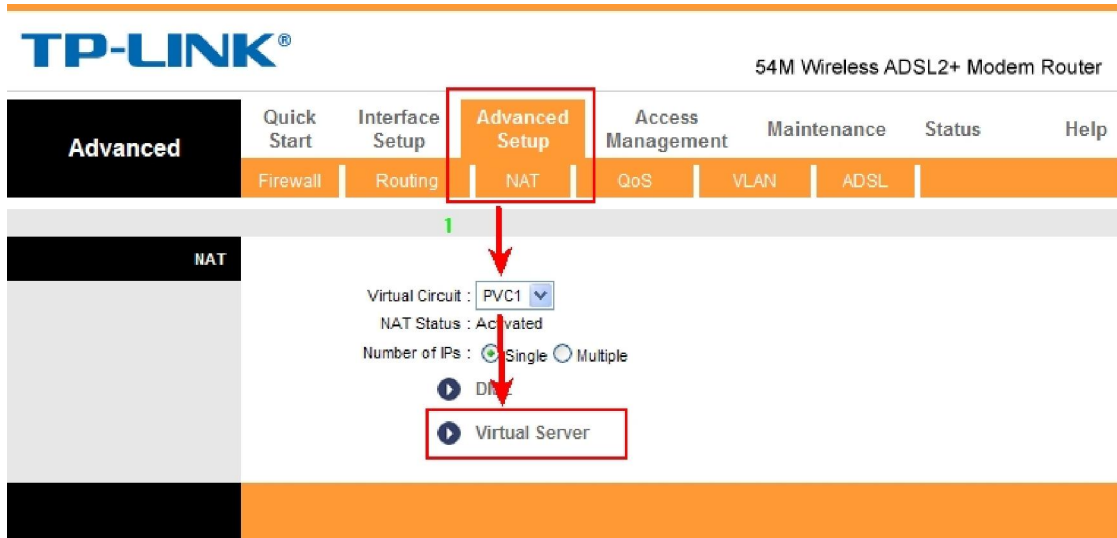 TP-LINK®
54M Wireless ADSL2+ Modem Router
Advanced
Quick Start
Interface Setup
Advanced Setup
Access Management
Maintenance
Status
Help
Firewall
Routing
NAT
QoS
VLAN
ADSL
1
NAT
Virtual Circuit : PVC1
NAT Status : Activated
Number of IPs : Single Multiple
DMZ
Virtual Server